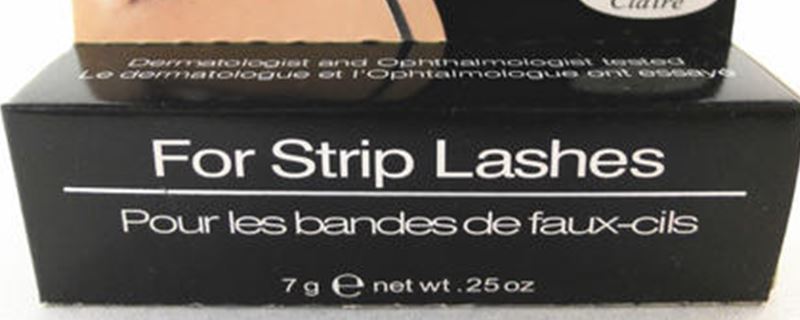 Claire
Dermatologist and Ophthalmologist tested
Le dermatologue et l'Ophtalmologue ont essayé
For Strip Lashes
Pour les bandes de faux-cils
7 g ℮ net wt .25 oz